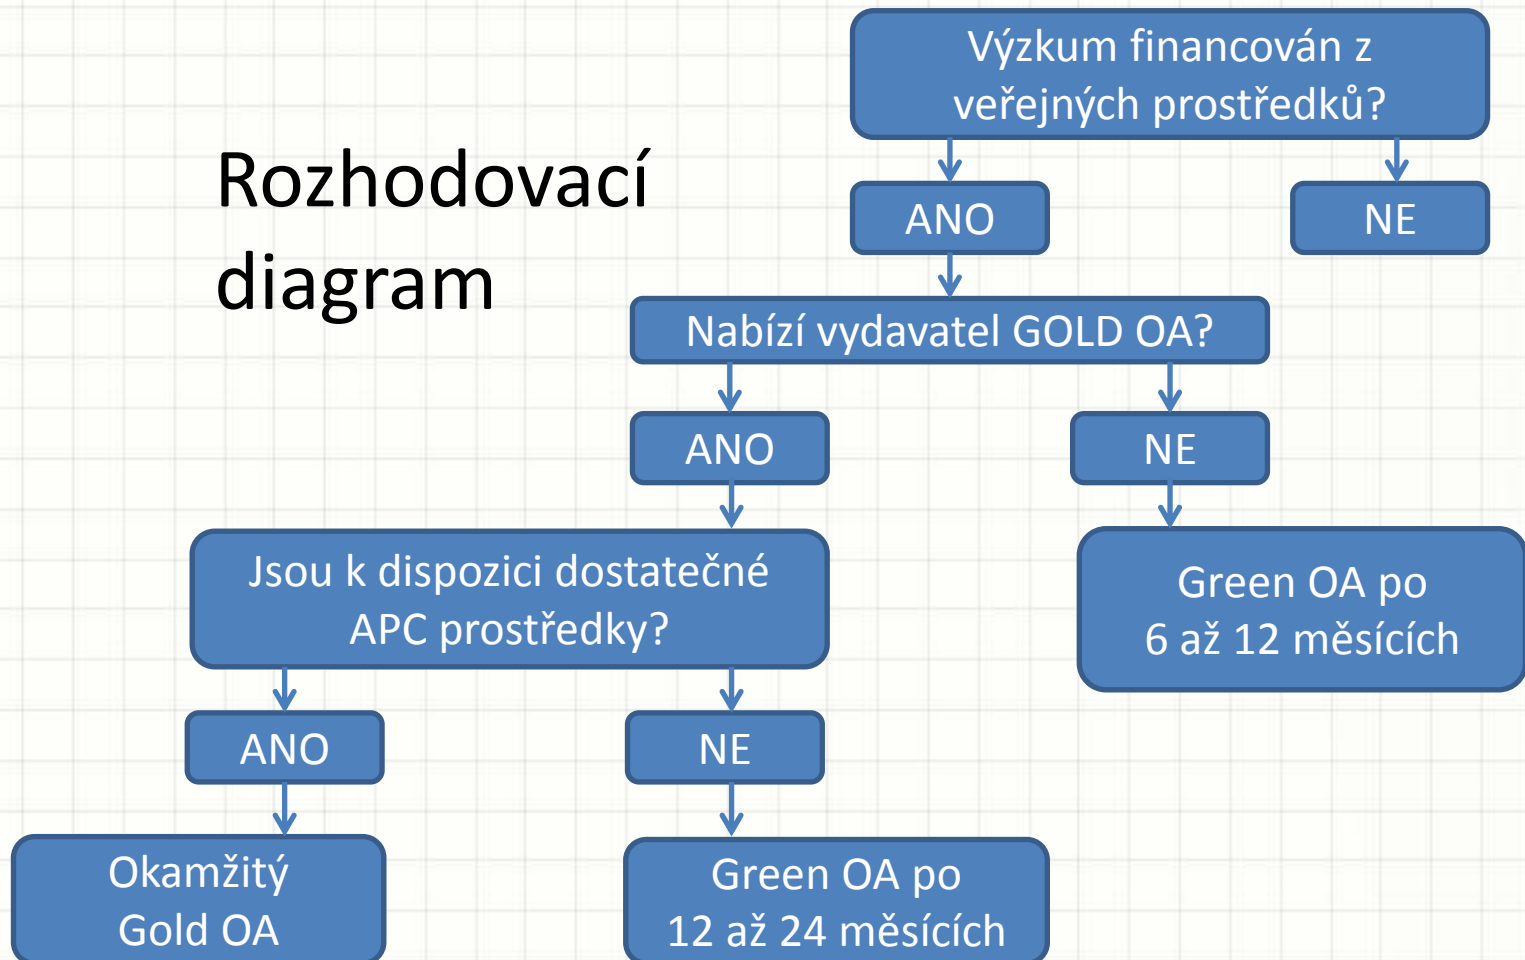 Rozhodovací
diagram
Výzkum financován z
veřejných prostředků?
ANO
NE
Nabízí vydavatel GOLD OA?
ANO
NE
Jsou k dispozici dostatečné
APC prostředky?
Green OA po
6 až 12 měsících
ANO
NE
Okamžitý
Gold OA
Green OA po
12 až 24 měsících